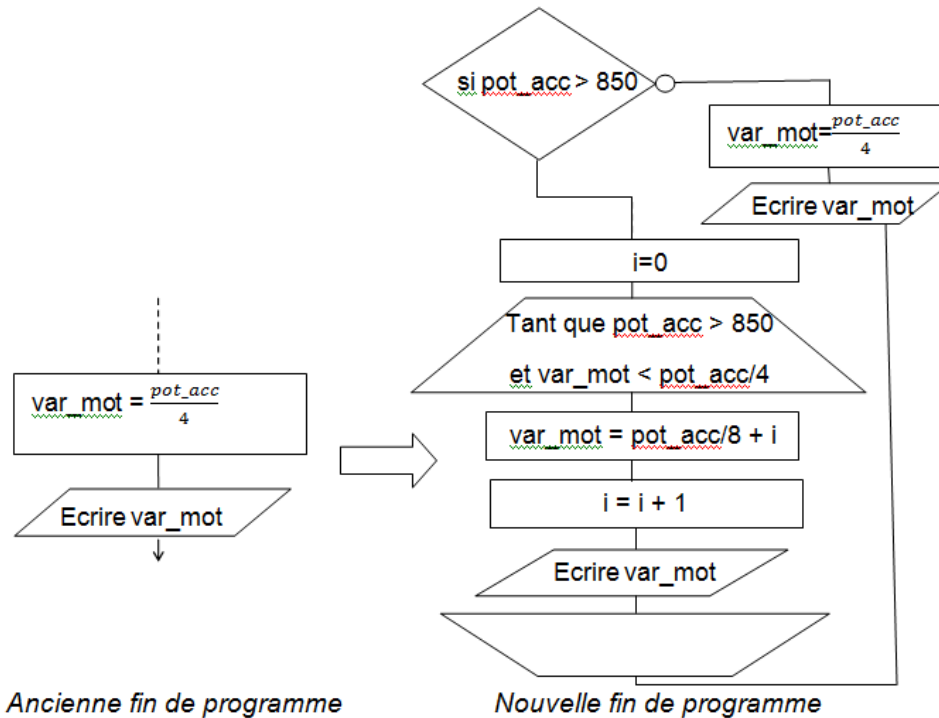 si pot_acc > 850
var_mot=pot_acc/4
Ecrire var_mot
i=0
Tant que pot_acc > 850
et var_mot < pot_acc/4
var_mot = pot_acc/8 + i
i = i + 1
Ecrire var_mot
var_mot = pot_acc/4
Ecrire var_mot
Ancienne fin de programme
Nouvelle fin de programme